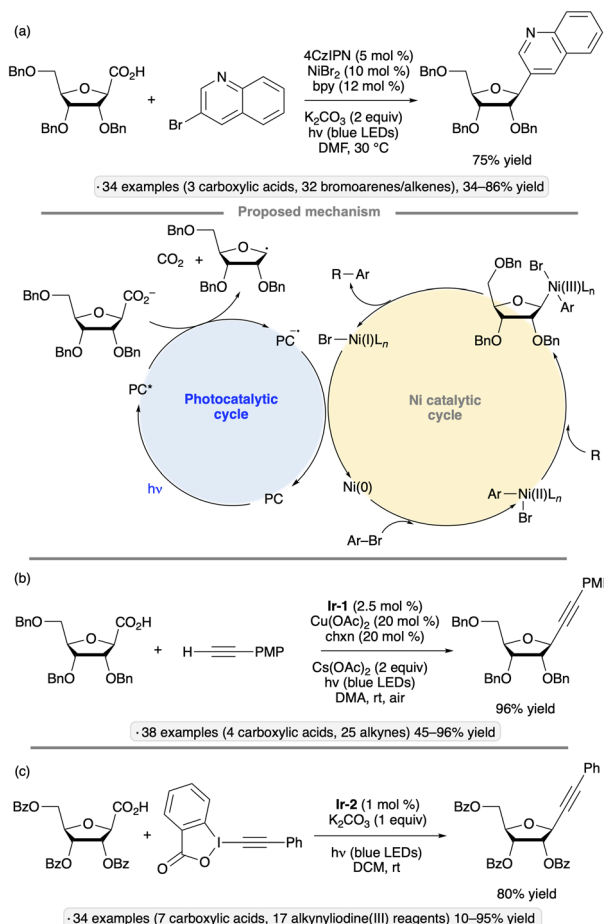 (a)
BnO
O
CO₂H
BnO
OBn
+
N
Br
4CzIPN (5 mol %)
NiBr₂ (10 mol %)
bpy (12 mol %)
K₂CO₃ (2 equiv)
hv (blue LEDs)
DMF, 30 °C
N
BnO
O
BnO
OBn
75% yield
· 34 examples (3 carboxylic acids, 32 bromoarenes/alkenes), 34–86% yield
Proposed mechanism
CO₂ +
BnO
O
BnO
OBn
BnO
O
CO₂⁻
BnO
OBn
PC⁻•
PC*
Photocatalytic
cycle
hν
PC
R–Ar
Br–Ni(I)Lₙ
Ni catalytic
cycle
Ni(0)
Ar–Br
Ar–Ni(II)Lₙ
Br
R
OBn
Br
Ni(III)Lₙ
Ar
O
BnO
OBn
(b)
BnO
O
CO₂H
BnO
OBn
+
H
PMP
Ir-1 (2.5 mol %)
Cu(OAc)₂ (20 mol %)
chxn (20 mol %)
Cs(OAc)₂ (2 equiv)
hv (blue LEDs)
DMA, rt, air
BnO
O
BnO
OBn
96% yield
· 38 examples (4 carboxylic acids, 25 alkynes) 45–96% yield
(c)
BzO
O
CO₂H
BzO
OBz
+
I
O
O
Ph
Ir-2 (1 mol %)
K₂CO₃ (1 equiv)
hν (blue LEDs)
DCM, rt
Ph
BzO
O
BzO
OBz
80% yield
· 34 examples (7 carboxylic acids, 17 alkynyliodine(III) reagents) 10–95% yield